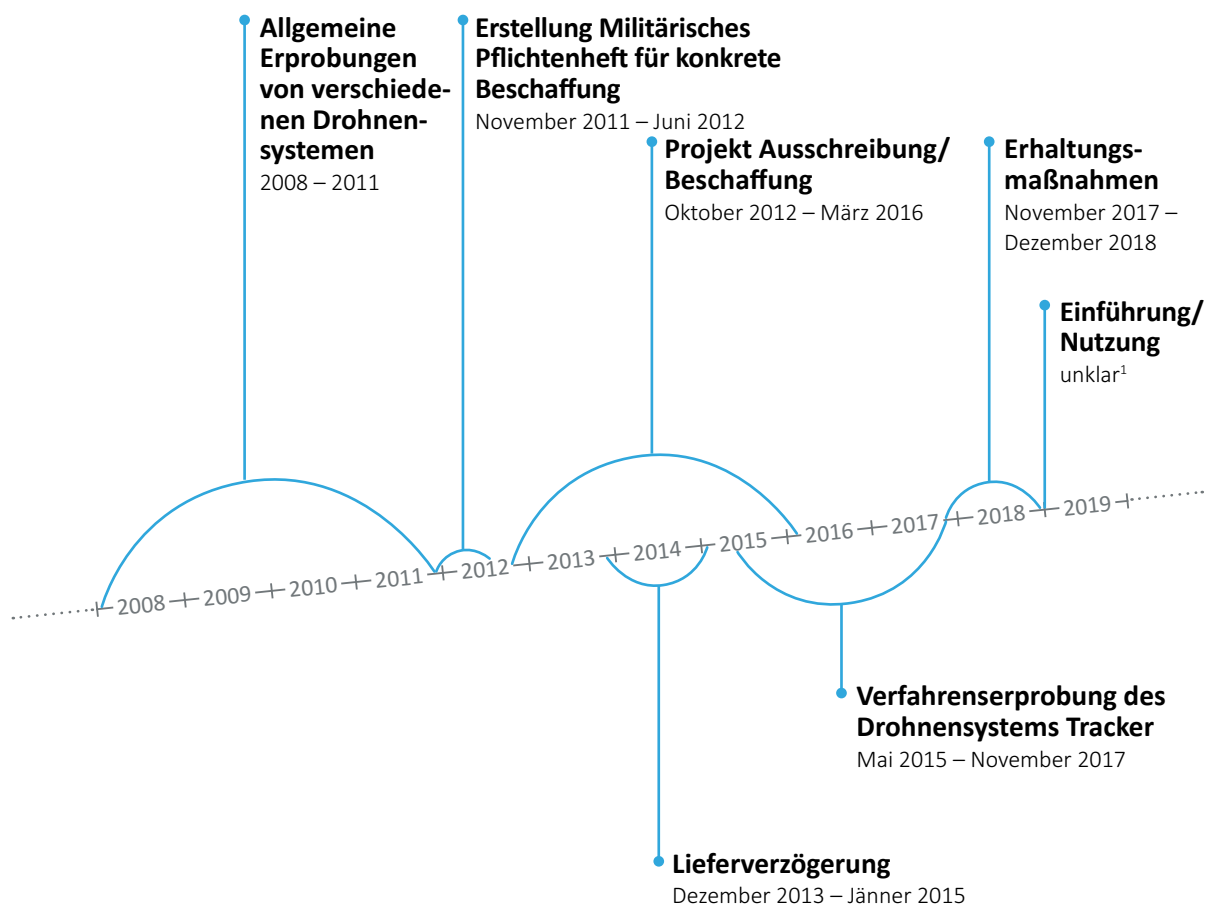 Allgemeine
Erprobungen
von verschiede-
nen Drohnen-
systemen
2008 – 2011
Erstellung Militärisches
Pflichtenheft für konkrete
Beschaffung
November 2011 – Juni 2012
Projekt Ausschreibung/
Beschaffung
Oktober 2012 – März 2016
Erhaltungs-
maßnahmen
November 2017 –
Dezember 2018
Einführung/
Nutzung
unklar¹
2008 2009 2010 2011 2012 2013 2014 2015 2016 2017 2018 2019
Verfahrenserprobung des
Drohnensystems Tracker
Mai 2015 – November 2017
Lieferverzögerung
Dezember 2013 – Jänner 2015